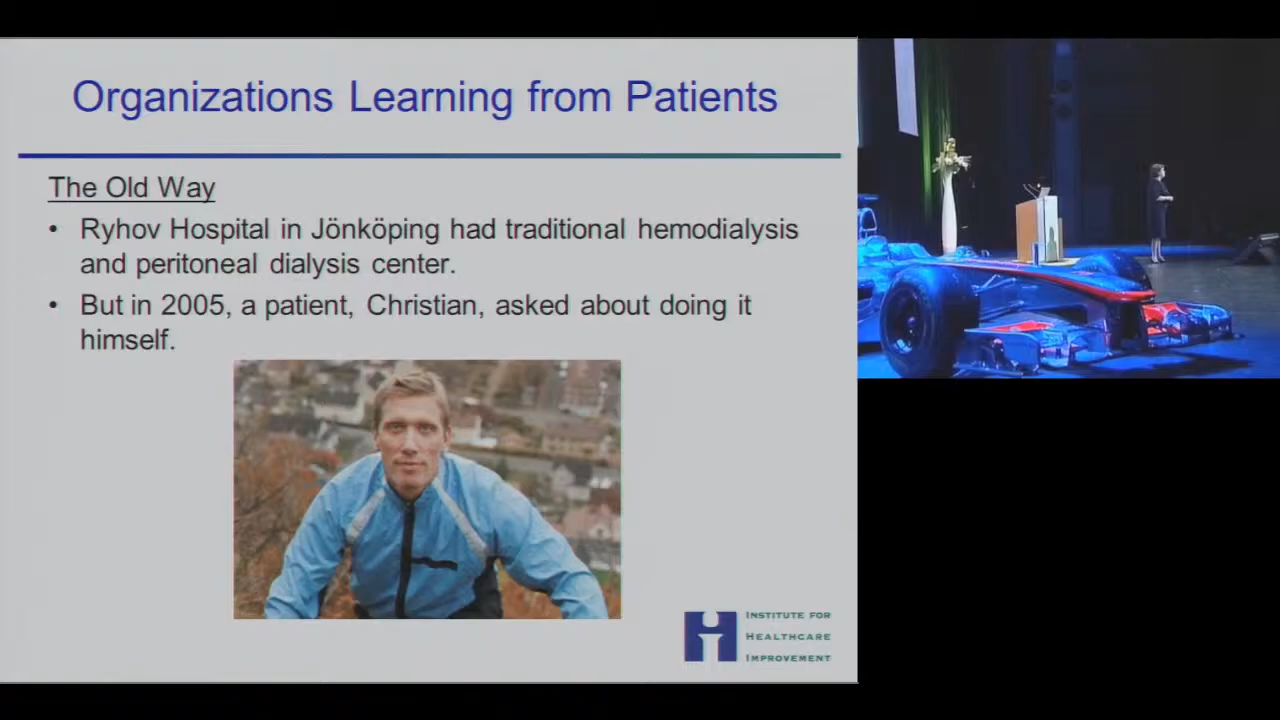 Organizations Learning from Patients
The Old Way
• Ryhov Hospital in Jönköping had traditional hemodialysis
and peritoneal dialysis center.
• But in 2005, a patient, Christian, asked about doing it
himself.
INSTITUTE FOR
HEALTHCARE
IMPROVEMENT